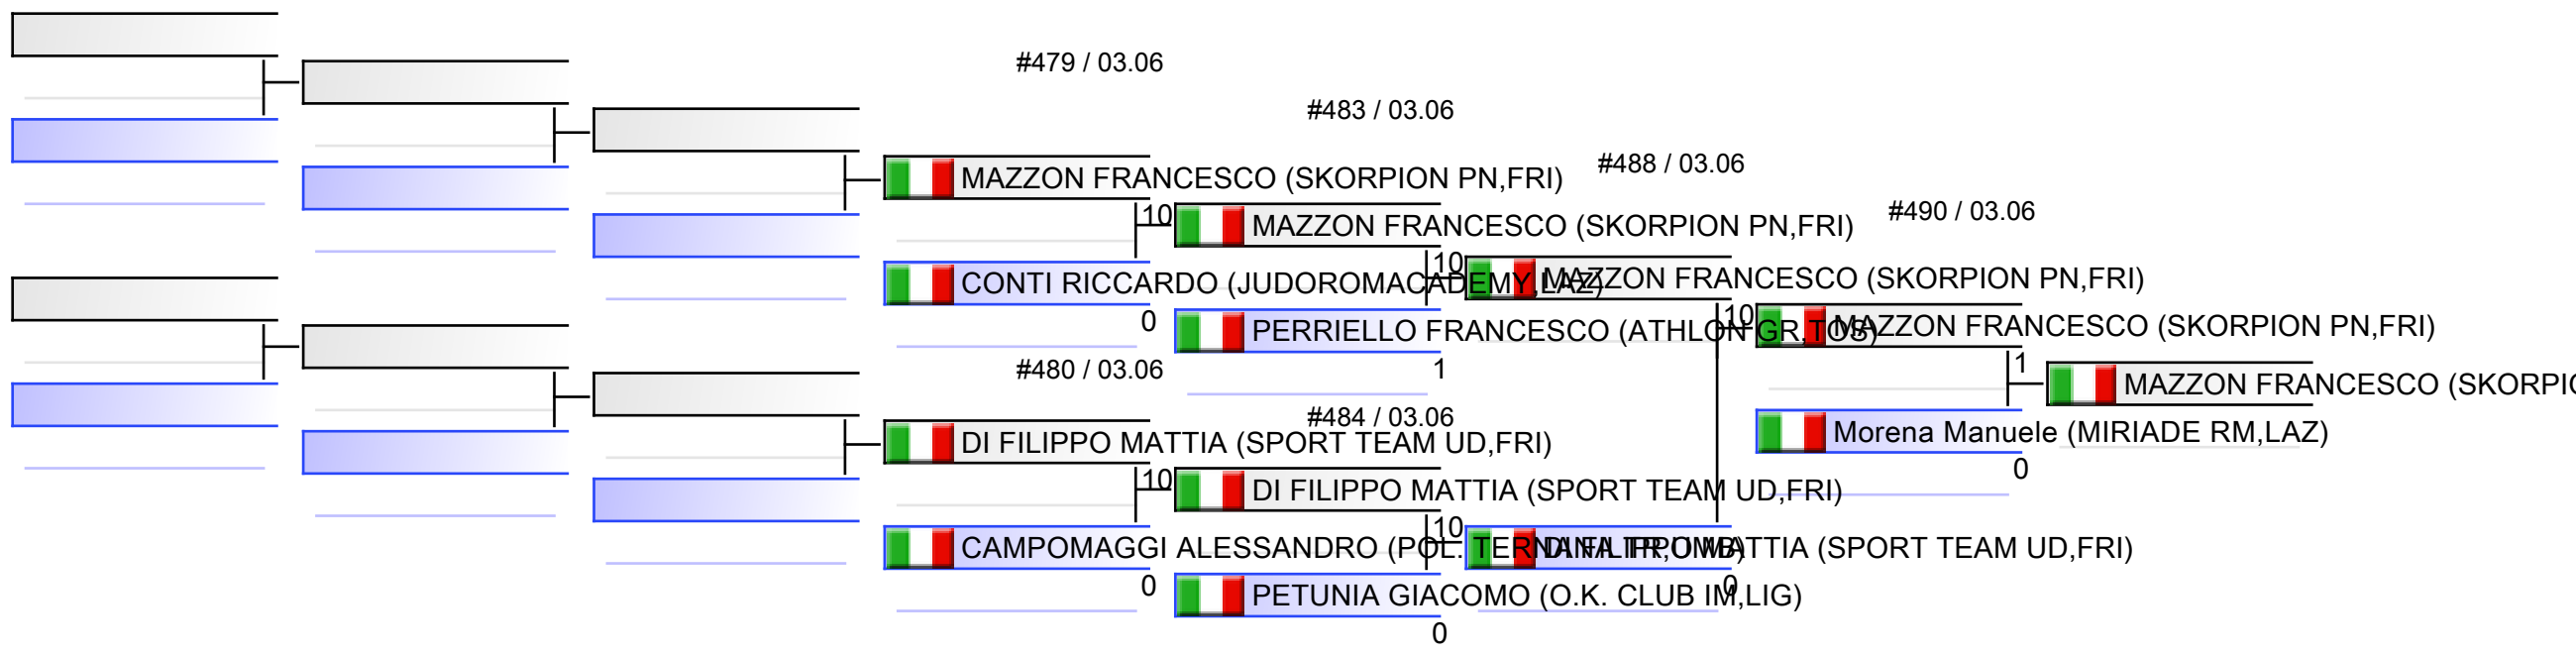 #479 / 03.06
#483 / 03.06
#488 / 03.06
MAZZON FRANCESCO (SKORPION PN,FRI)
#490 / 03.06
10
MAZZON FRANCESCO (SKORPION PN,FRI)
10
MAZZON FRANCESCO (SKORPION PN,FRI)
CONTI RICCARDO (JUDOROMACADEMY,LAZ)
10
MAZZON FRANCESCO (SKORPION PN,FRI)
0
PERRIELLO FRANCESCO (ATHLON GR,TOS)
1
#480 / 03.06
1
MAZZON FRANCESCO (SKORPIO
#484 / 03.06
DI FILIPPO MATTIA (SPORT TEAM UD,FRI)
Morena Manuele (MIRIADE RM,LAZ)
0
10
DI FILIPPO MATTIA (SPORT TEAM UD,FRI)
10
CAMPOMAGGI ALESSANDRO (POL. TERNANA TR,UMB)
DI FILIPPO MATTIA (SPORT TEAM UD,FRI)
0
0
PETUNIA GIACOMO (O.K. CLUB IM,LIG)
0